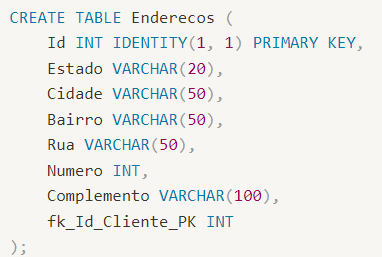 CREATE TABLE Enderecos (
    Id INT IDENTITY(1, 1) PRIMARY KEY,
    Estado VARCHAR(20),
    Cidade VARCHAR(50),
    Bairro VARCHAR(50),
    Rua VARCHAR(50),
    Numero INT,
    Complemento VARCHAR(100),
    fk_Id_Cliente_PK INT
);